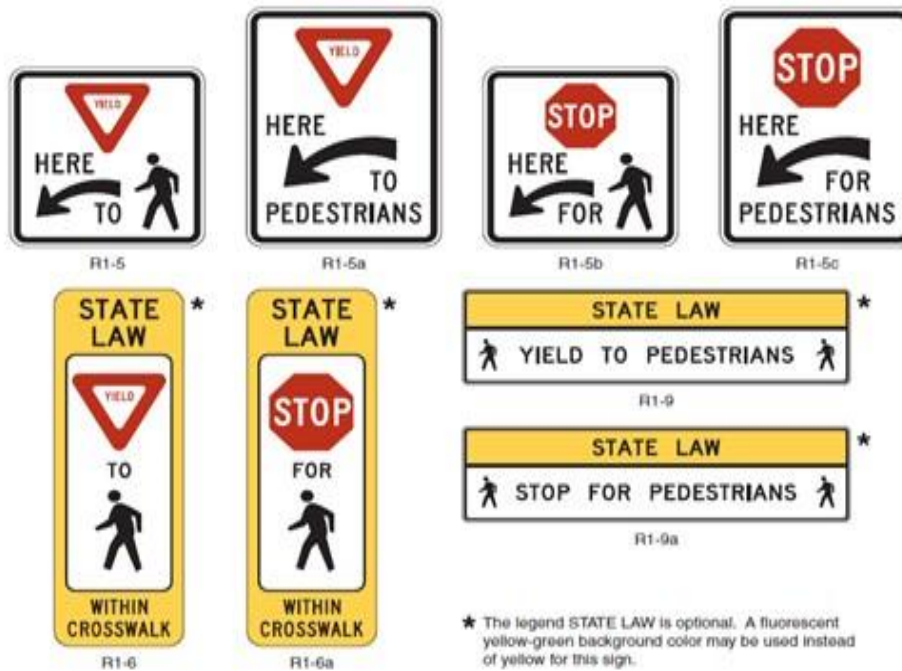 YIELD
HERE
TO
R1-5
YIELD
HERE
TO
PEDESTRIANS
R1-5a
STOP
HERE
FOR
R1-5b
STOP
HERE
FOR
PEDESTRIANS
R1-5c
STATE
LAW
*
YIELD
TO
WITHIN
CROSSWALK
R1-6
STATE
LAW
*
STOP
FOR
WITHIN
CROSSWALK
R1-6a
STATE LAW
*
YIELD TO PEDESTRIANS
R1-9
STATE LAW
*
STOP FOR PEDESTRIANS
R1-9a
* The legend STATE LAW is optional. A fluorescent
yellow-green background color may be used instead
of yellow for this sign.